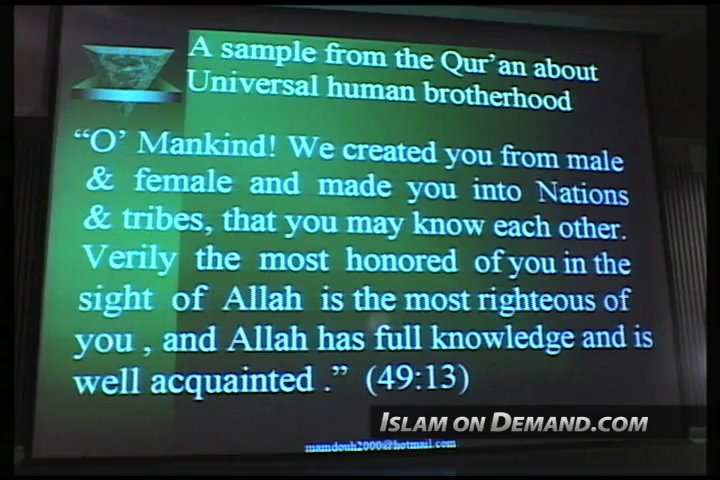 A sample from the Qur'an about
Universal human brotherhood
“O’ Mankind! We created you from male
& female and made you into Nations
& tribes, that you may know each other.
Verily the most honored of you in the
sight of Allah is the most righteous of
you , and Allah has full knowledge and is
well acquainted .” (49:13)
ISLAM ON DEMAND.COM
mamdouh2000@hotmail.com